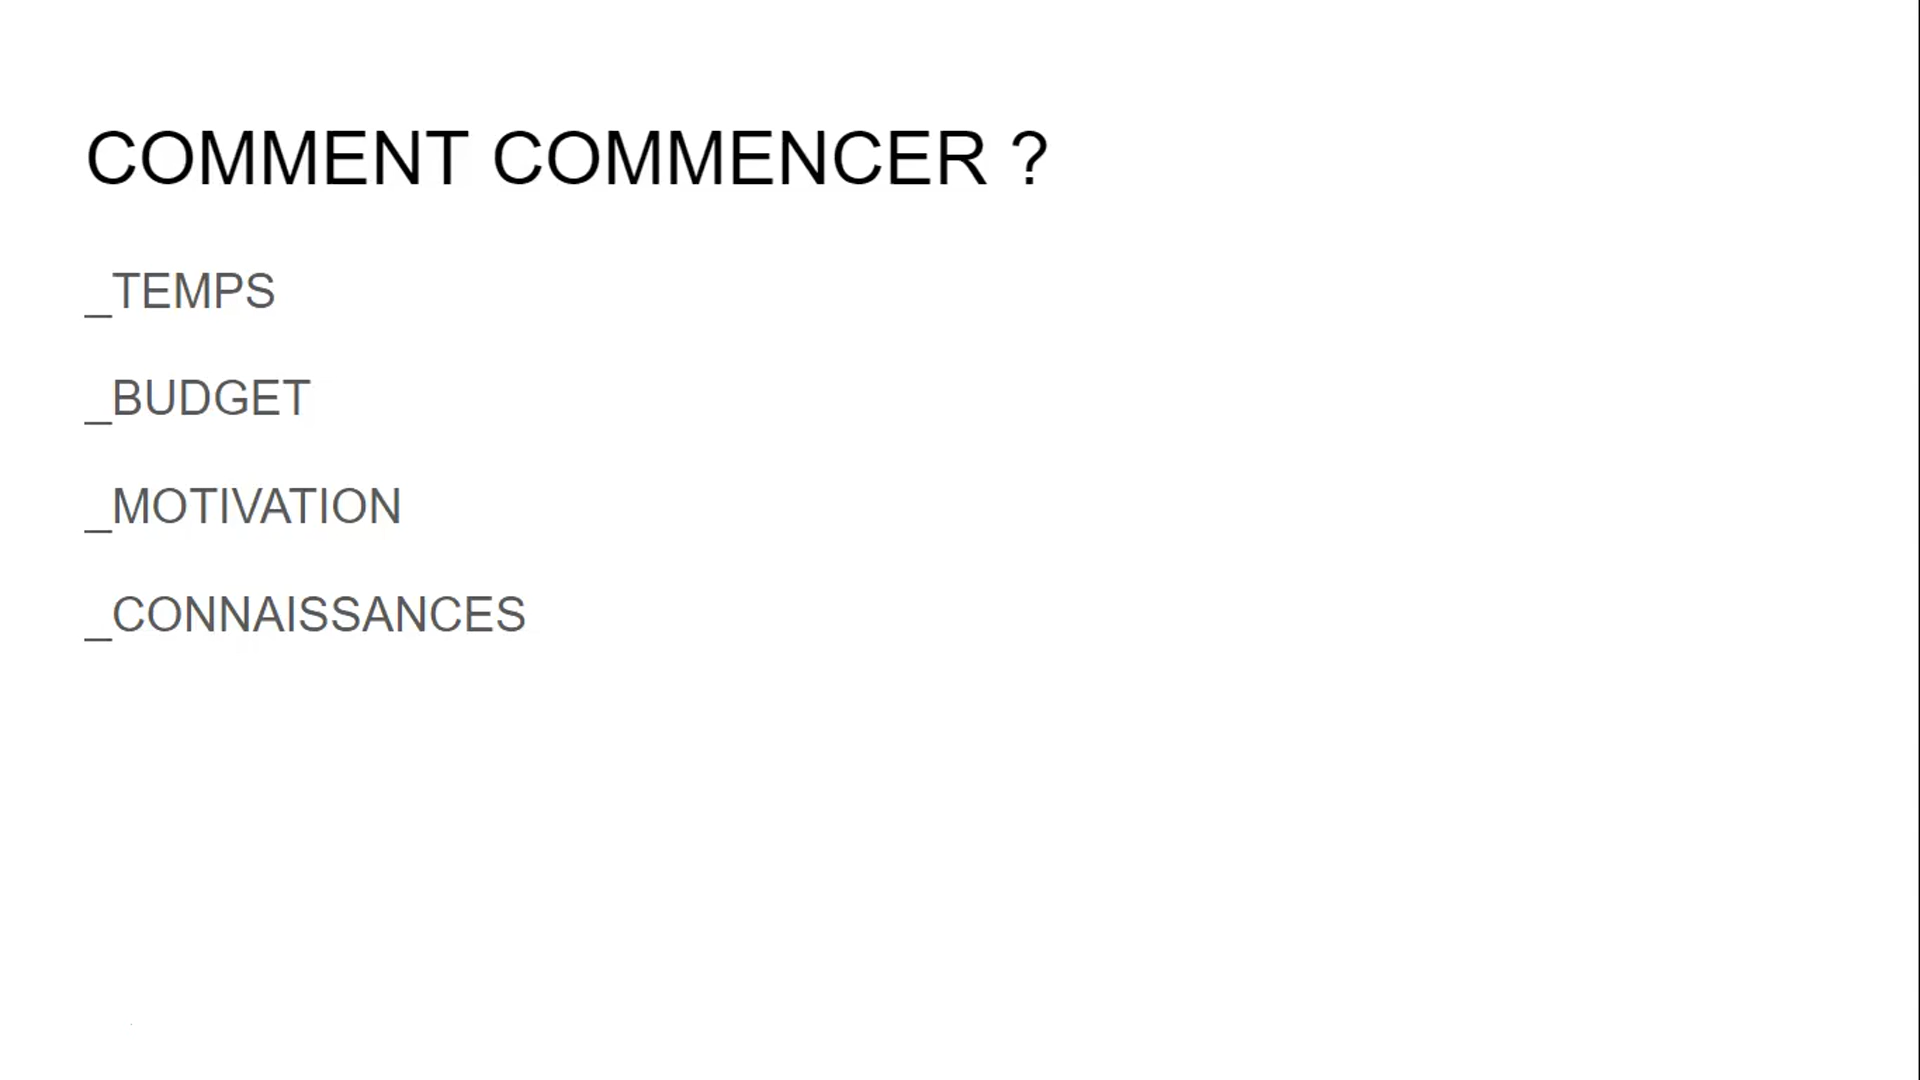 COMMENT COMMENCER ?
_TEMPS
_BUDGET
_MOTIVATION
_CONNAISSANCES